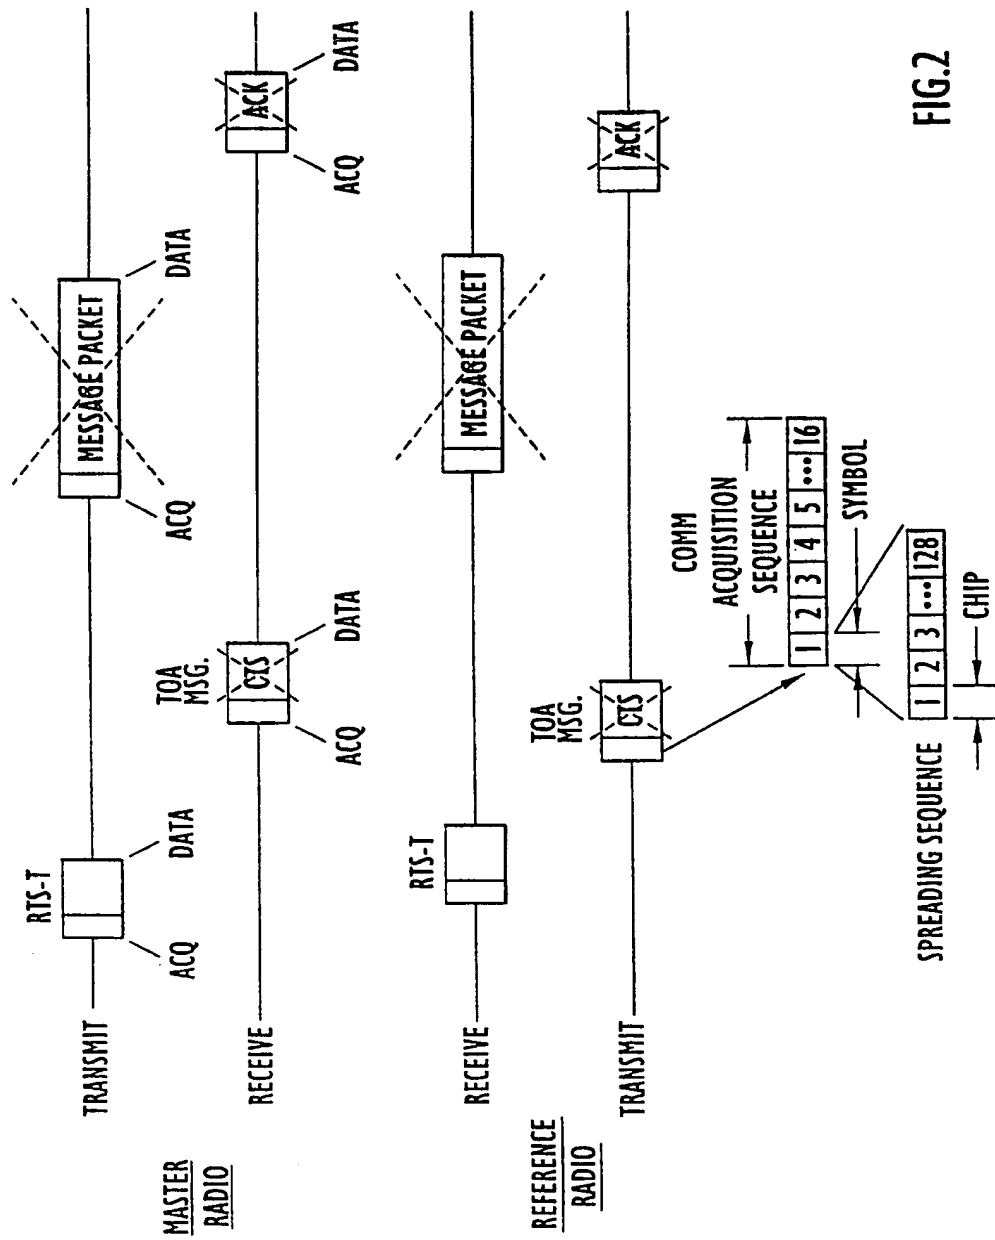 MASTER
RADIO
TRANSMIT
RTS-T
ACQ
DATA
MESSAGE PACKET
ACQ
DATA
RECEIVE
TOA
MSG.
CTS
ACQ
DATA
ACK
ACQ
DATA
REFERENCE
RADIO
RECEIVE
RTS-T
MESSAGE PACKET
TRANSMIT
TOA
MSG.
CTS
ACK
COMM
ACQUISITION
SEQUENCE
1 2 3 4 5 ••• 16
SYMBOL
SPREADING SEQUENCE
1 2 3 ••• 128
CHIP
FIG.2